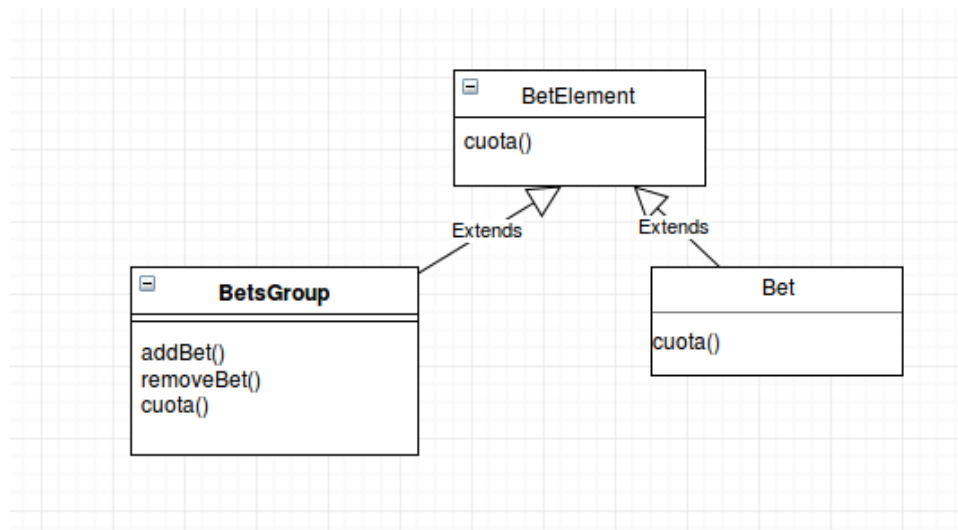 BetElement
cuota()
Extends
Extends
BetsGroup
addBet()
removeBet()
cuota()
Bet
cuota()